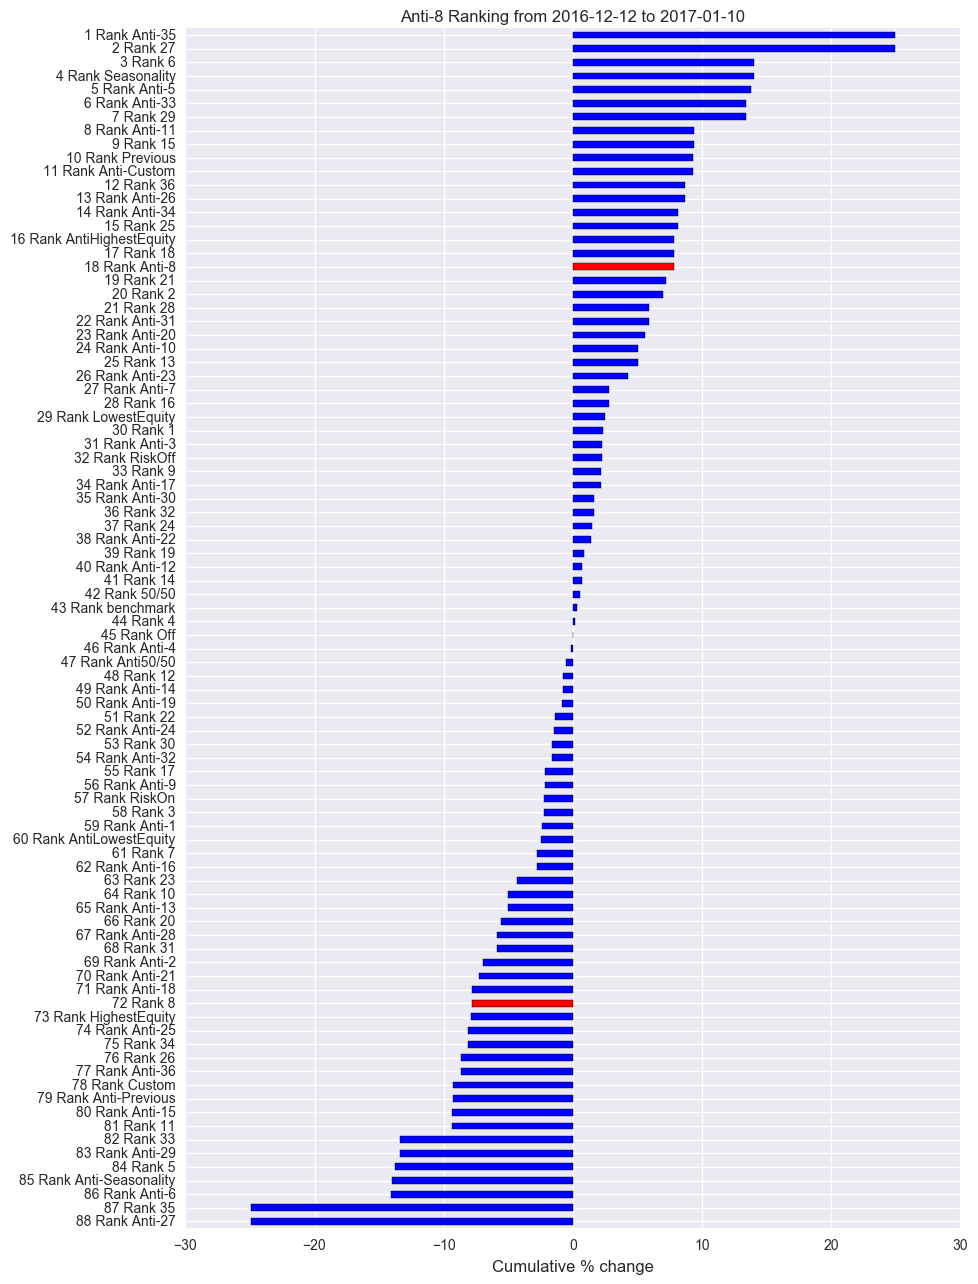 Anti-8 Ranking from 2016-12-12 to 2017-01-10
1 Rank Anti-35
2 Rank 27
3 Rank 6
4 Rank Seasonality
5 Rank Anti-5
6 Rank Anti-33
7 Rank 29
8 Rank Anti-11
9 Rank 15
10 Rank Previous
11 Rank Anti-Custom
12 Rank 36
13 Rank Anti-26
14 Rank Anti-34
15 Rank 25
16 Rank AntiHighestEquity
17 Rank 18
18 Rank Anti-8
19 Rank 21
20 Rank 2
21 Rank 28
22 Rank Anti-31
23 Rank Anti-20
24 Rank Anti-10
25 Rank 13
26 Rank Anti-23
27 Rank Anti-7
28 Rank 16
29 Rank LowestEquity
30 Rank 1
31 Rank Anti-3
32 Rank RiskOff
33 Rank 9
34 Rank Anti-17
35 Rank Anti-30
36 Rank 32
37 Rank 24
38 Rank Anti-22
39 Rank 19
40 Rank Anti-12
41 Rank 14
42 Rank 50/50
43 Rank benchmark
44 Rank 4
45 Rank Off
46 Rank Anti-4
47 Rank Anti50/50
48 Rank 12
49 Rank Anti-14
50 Rank Anti-19
51 Rank 22
52 Rank Anti-24
53 Rank 30
54 Rank Anti-32
55 Rank 17
56 Rank Anti-9
57 Rank RiskOn
58 Rank 3
59 Rank Anti-1
60 Rank AntiLowestEquity
61 Rank 7
62 Rank Anti-16
63 Rank 23
64 Rank 10
65 Rank Anti-13
66 Rank 20
67 Rank Anti-28
68 Rank 31
69 Rank Anti-2
70 Rank Anti-21
71 Rank Anti-18
72 Rank 8
73 Rank HighestEquity
74 Rank Anti-25
75 Rank 34
76 Rank 26
77 Rank Anti-36
78 Rank Custom
79 Rank Anti-Previous
80 Rank Anti-15
81 Rank 11
82 Rank 33
83 Rank Anti-29
84 Rank 5
85 Rank Anti-Seasonality
86 Rank Anti-6
87 Rank 35
88 Rank Anti-27
−30 −20 −10 0 10 20 30
Cumulative % change